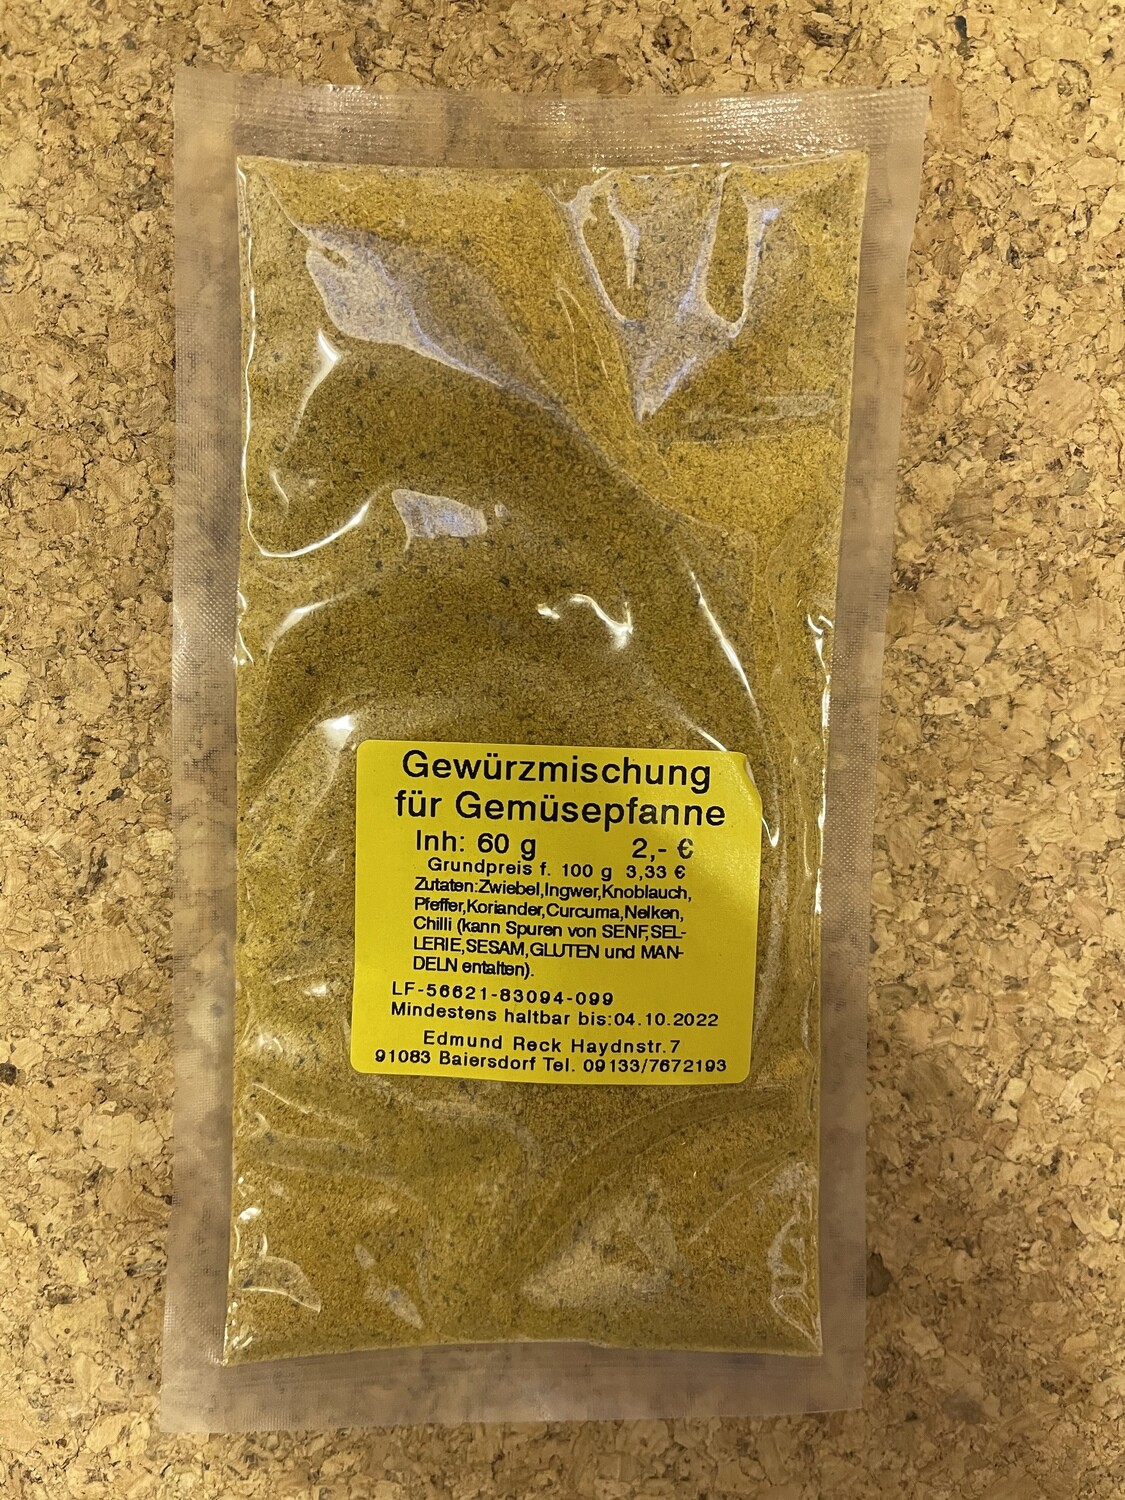 Gewürzmischung
für Gemüsepfanne
Inh: 60 g 2,- €
Grundpreis f. 100 g 3,33 €
Zutaten:Zwiebel,Ingwer,Knoblauch,
Pfeffer,Koriander,Curcuma,Nelken,
Chilli (kann Spuren von SENF,SEL-
LERIE,SESAM,GLUTEN und MAN-
DELN entalten).
LF-56621-83094-099
Mindestens haltbar bis:04.10.2022
Edmund Reck Haydnstr.7
91083 Baiersdorf Tel. 09133/7672193